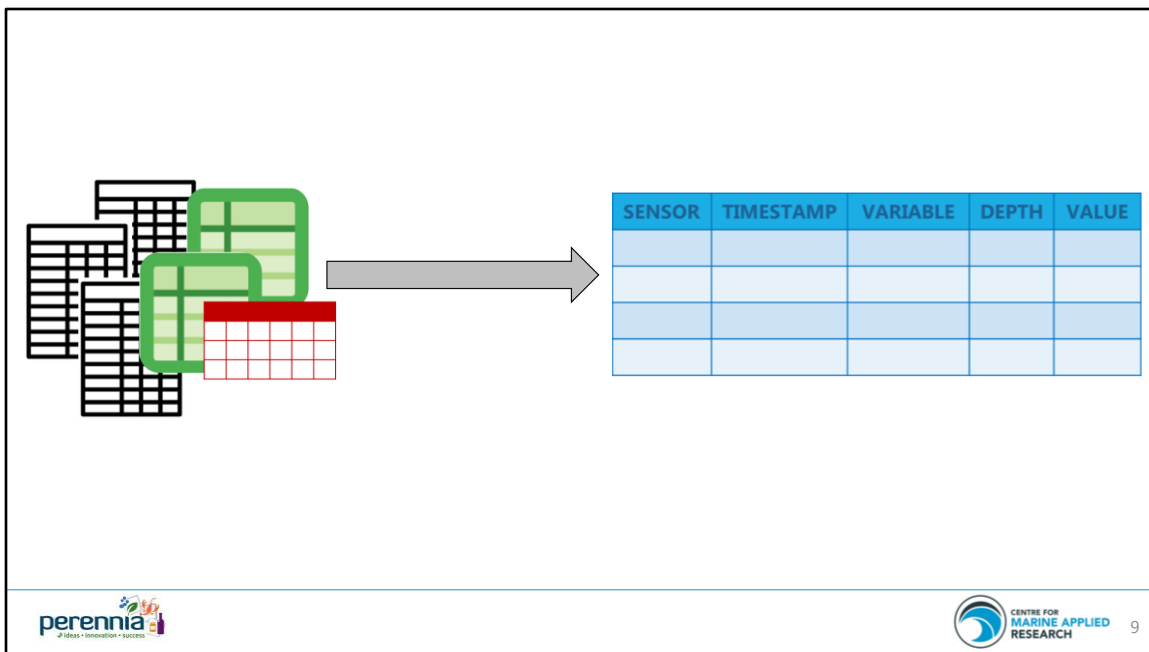 SENSOR TIMESTAMP VARIABLE DEPTH VALUE
perennia
ideas • innovation • success
CENTRE FOR
MARINE APPLIED
RESEARCH
9